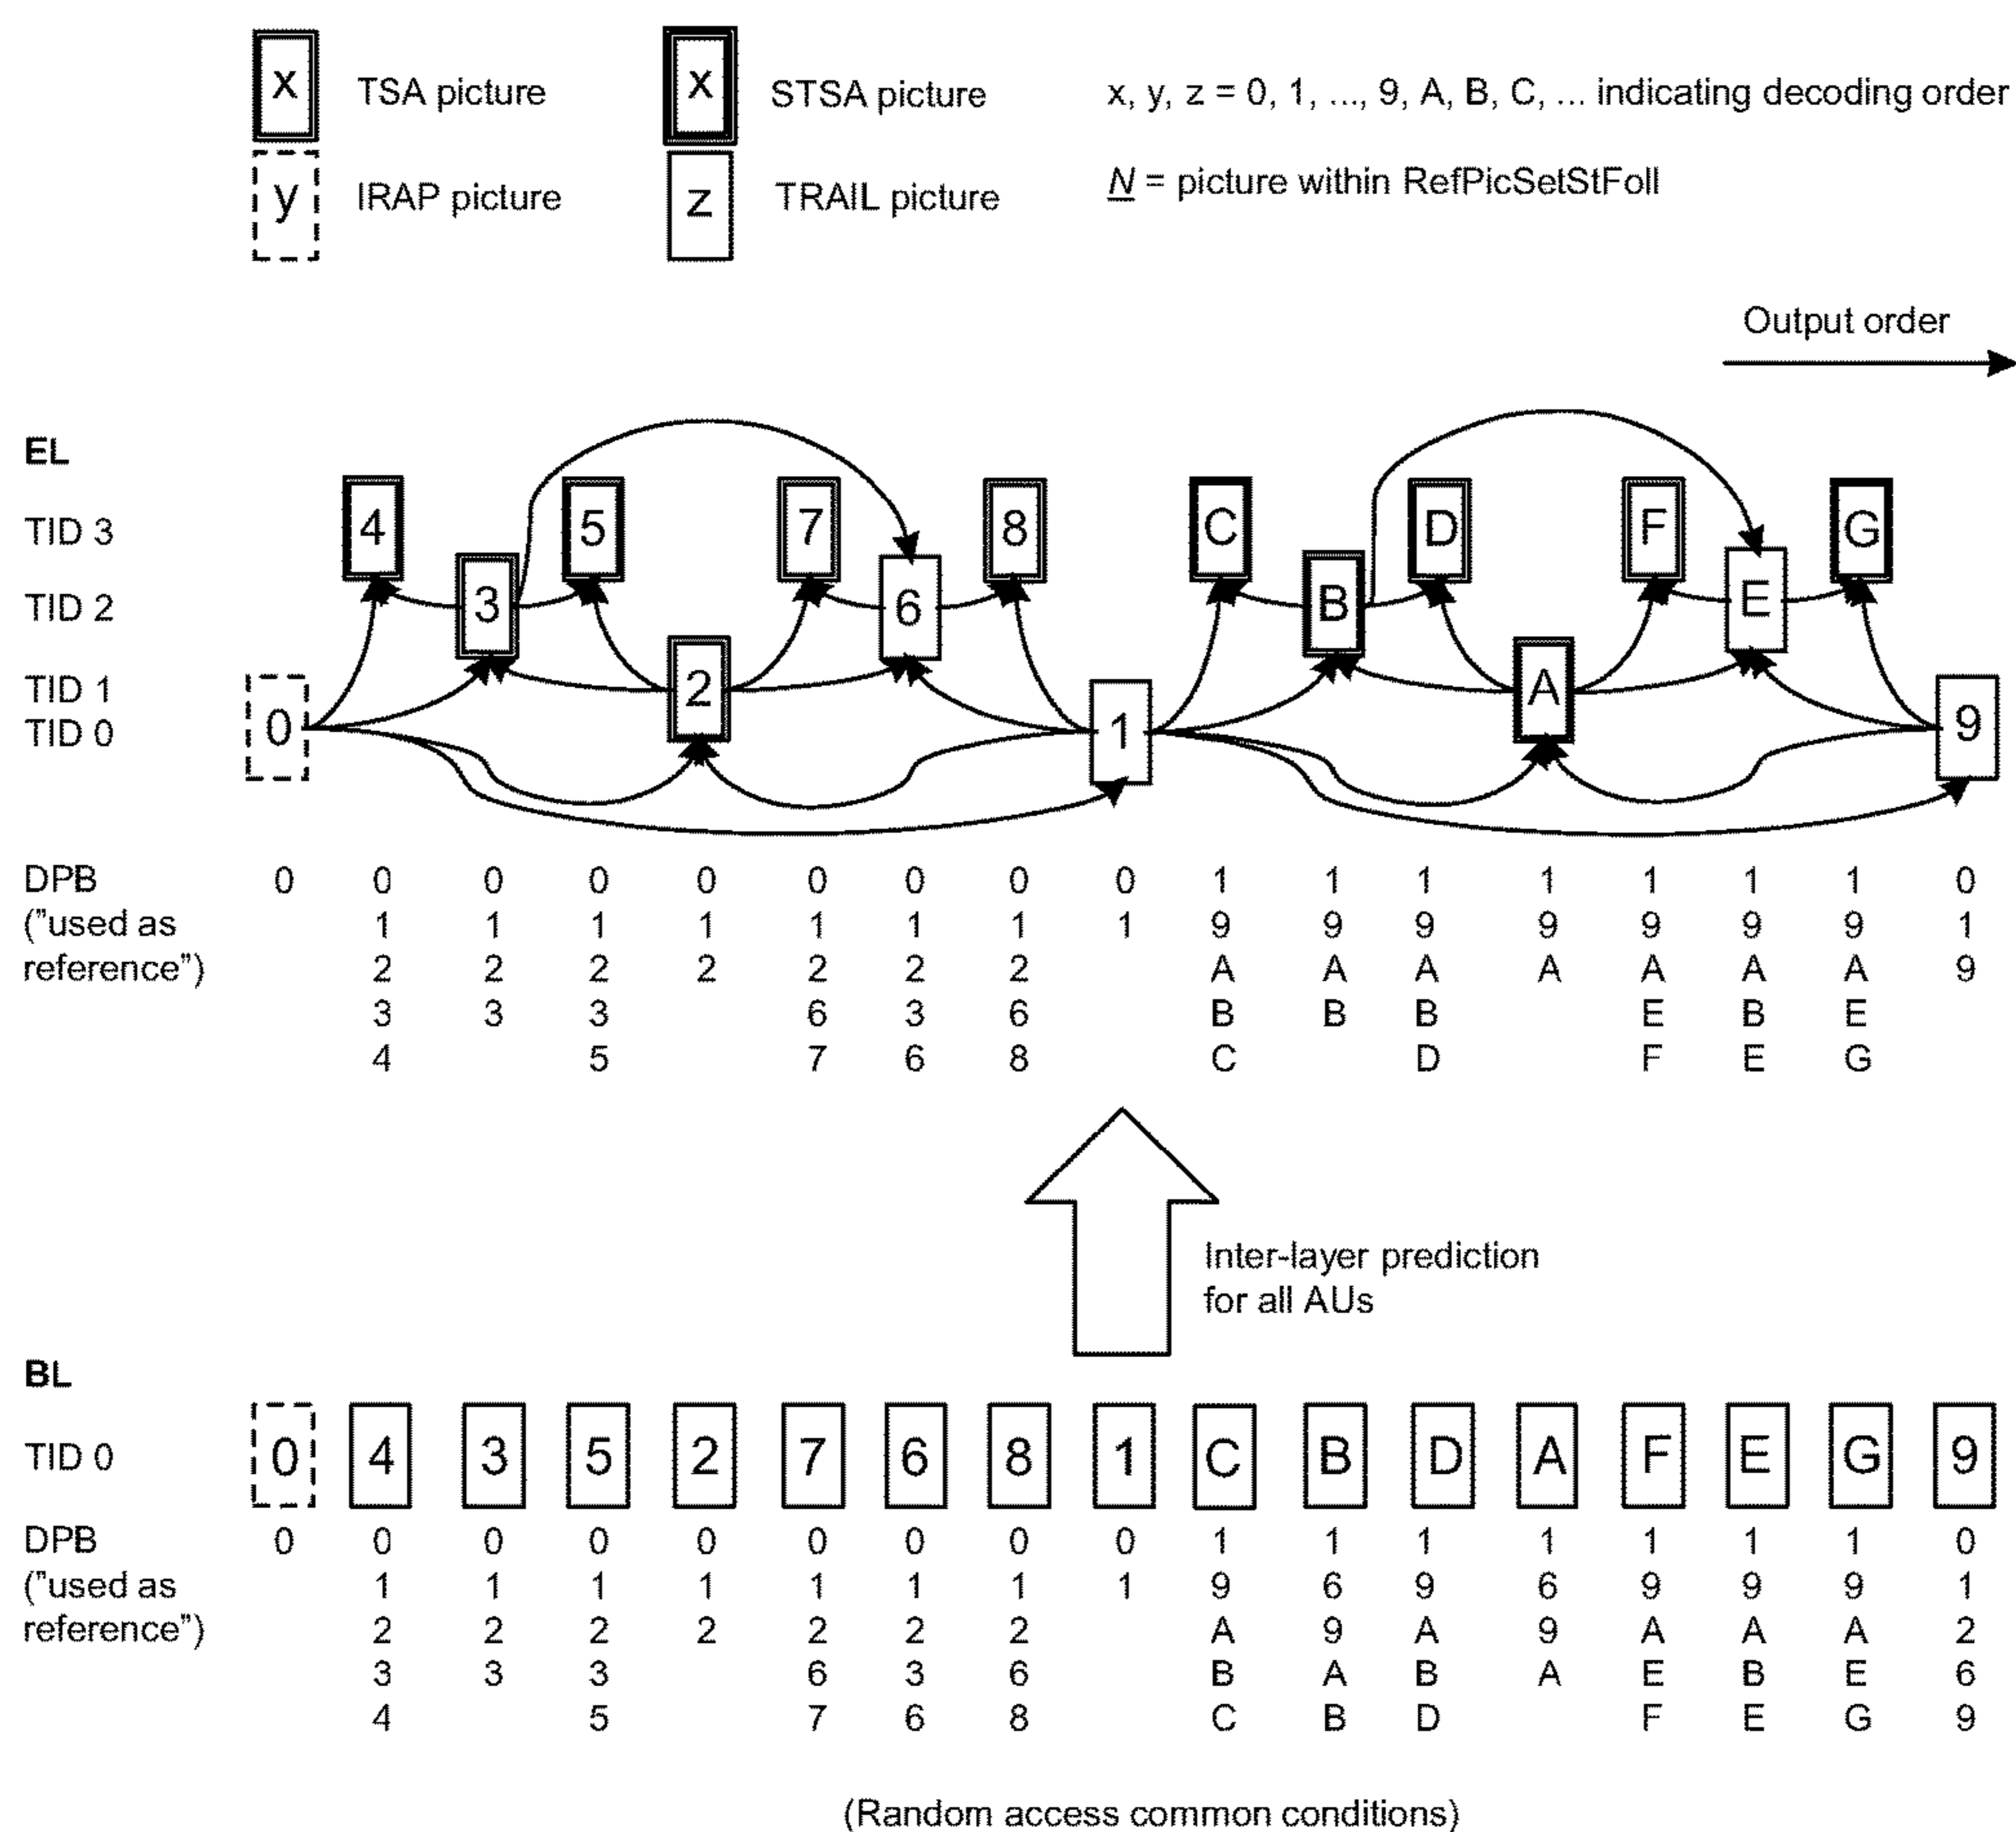 x TSA picture x STSA picture x, y, z = 0, 1, ..., 9, A, B, C, ... indicating decoding order
y IRAP picture z TRAIL picture N = picture within RefPicSetStFoll
Output order
EL
TID 3 4 5 7 8 C D F G
TID 2 3 6 B E
TID 1 2 A
TID 0 0 1 9
DPB 0 0 0 0 0 0 0 0 0 1 1 1 1 1 1 1 0
("used as 1 1 1 1 1 1 1 1 9 9 9 9 9 9 9 1
reference") 2 2 2 2 2 2 2 A A A A A A A 9
3 3 3 6 3 6 B B B E B E
4 5 7 6 8 C D F E G
Inter-layer prediction
for all AUs
BL
TID 0 0 4 3 5 2 7 6 8 1 C B D A F E G 9
DPB 0 0 0 0 0 0 0 0 0 1 1 1 1 1 1 1 0
("used as 1 1 1 1 1 1 1 1 9 6 9 6 9 9 9 1
reference") 2 2 2 2 2 2 2 A 9 A 9 A A A 2
3 3 3 6 3 6 B A B A E B E 6
4 5 7 6 8 C B D F E G 9
(Random access common conditions)